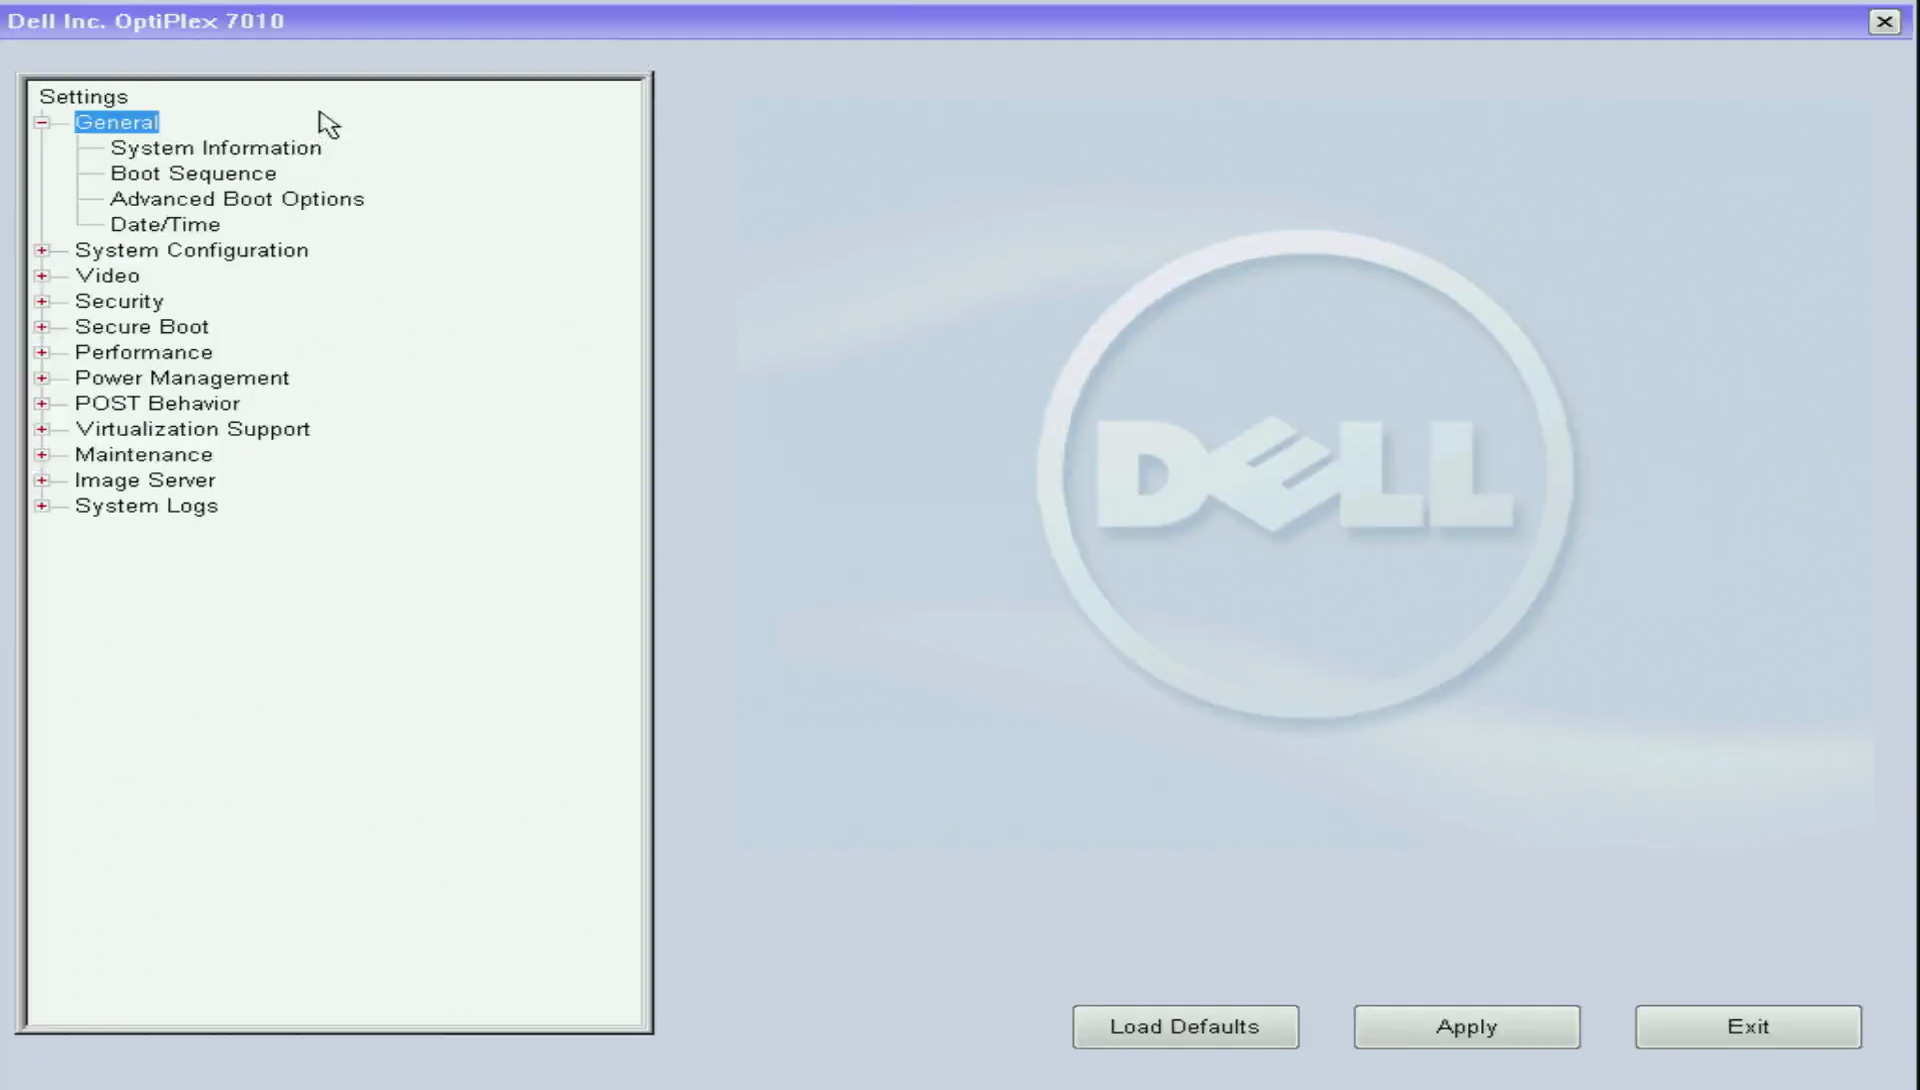 Dell Inc. OptiPlex 7010
Settings
General
System Information
Boot Sequence
Advanced Boot Options
Date/Time
System Configuration
Video
Security
Secure Boot
Performance
Power Management
POST Behavior
Virtualization Support
Maintenance
Image Server
System Logs
DELL
Load Defaults
Apply
Exit